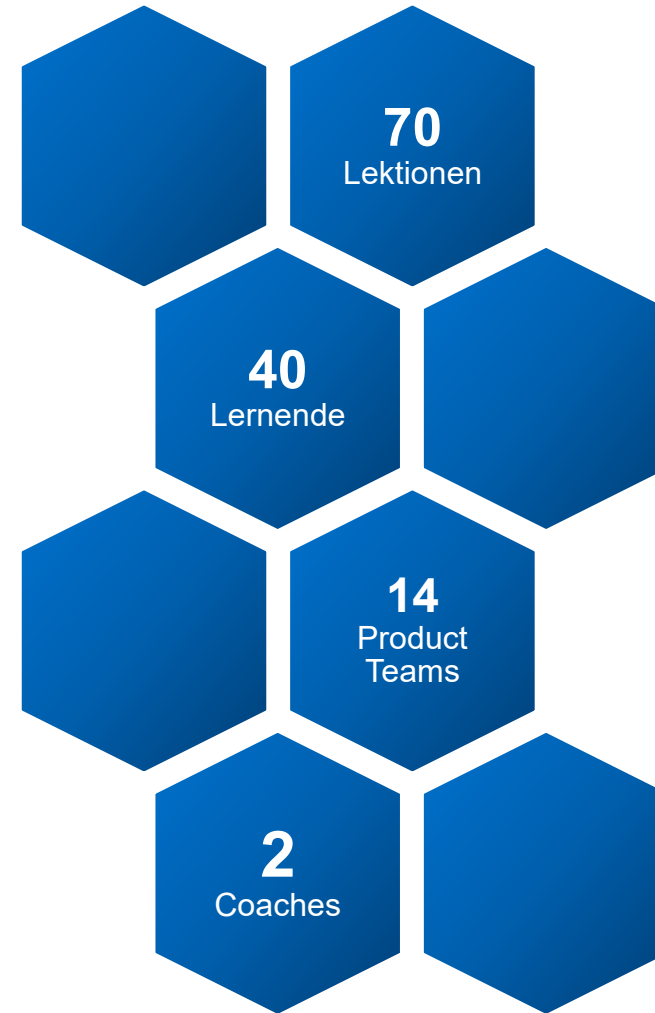 70
Lektionen
40
Lernende
14
Product
Teams
2
Coaches